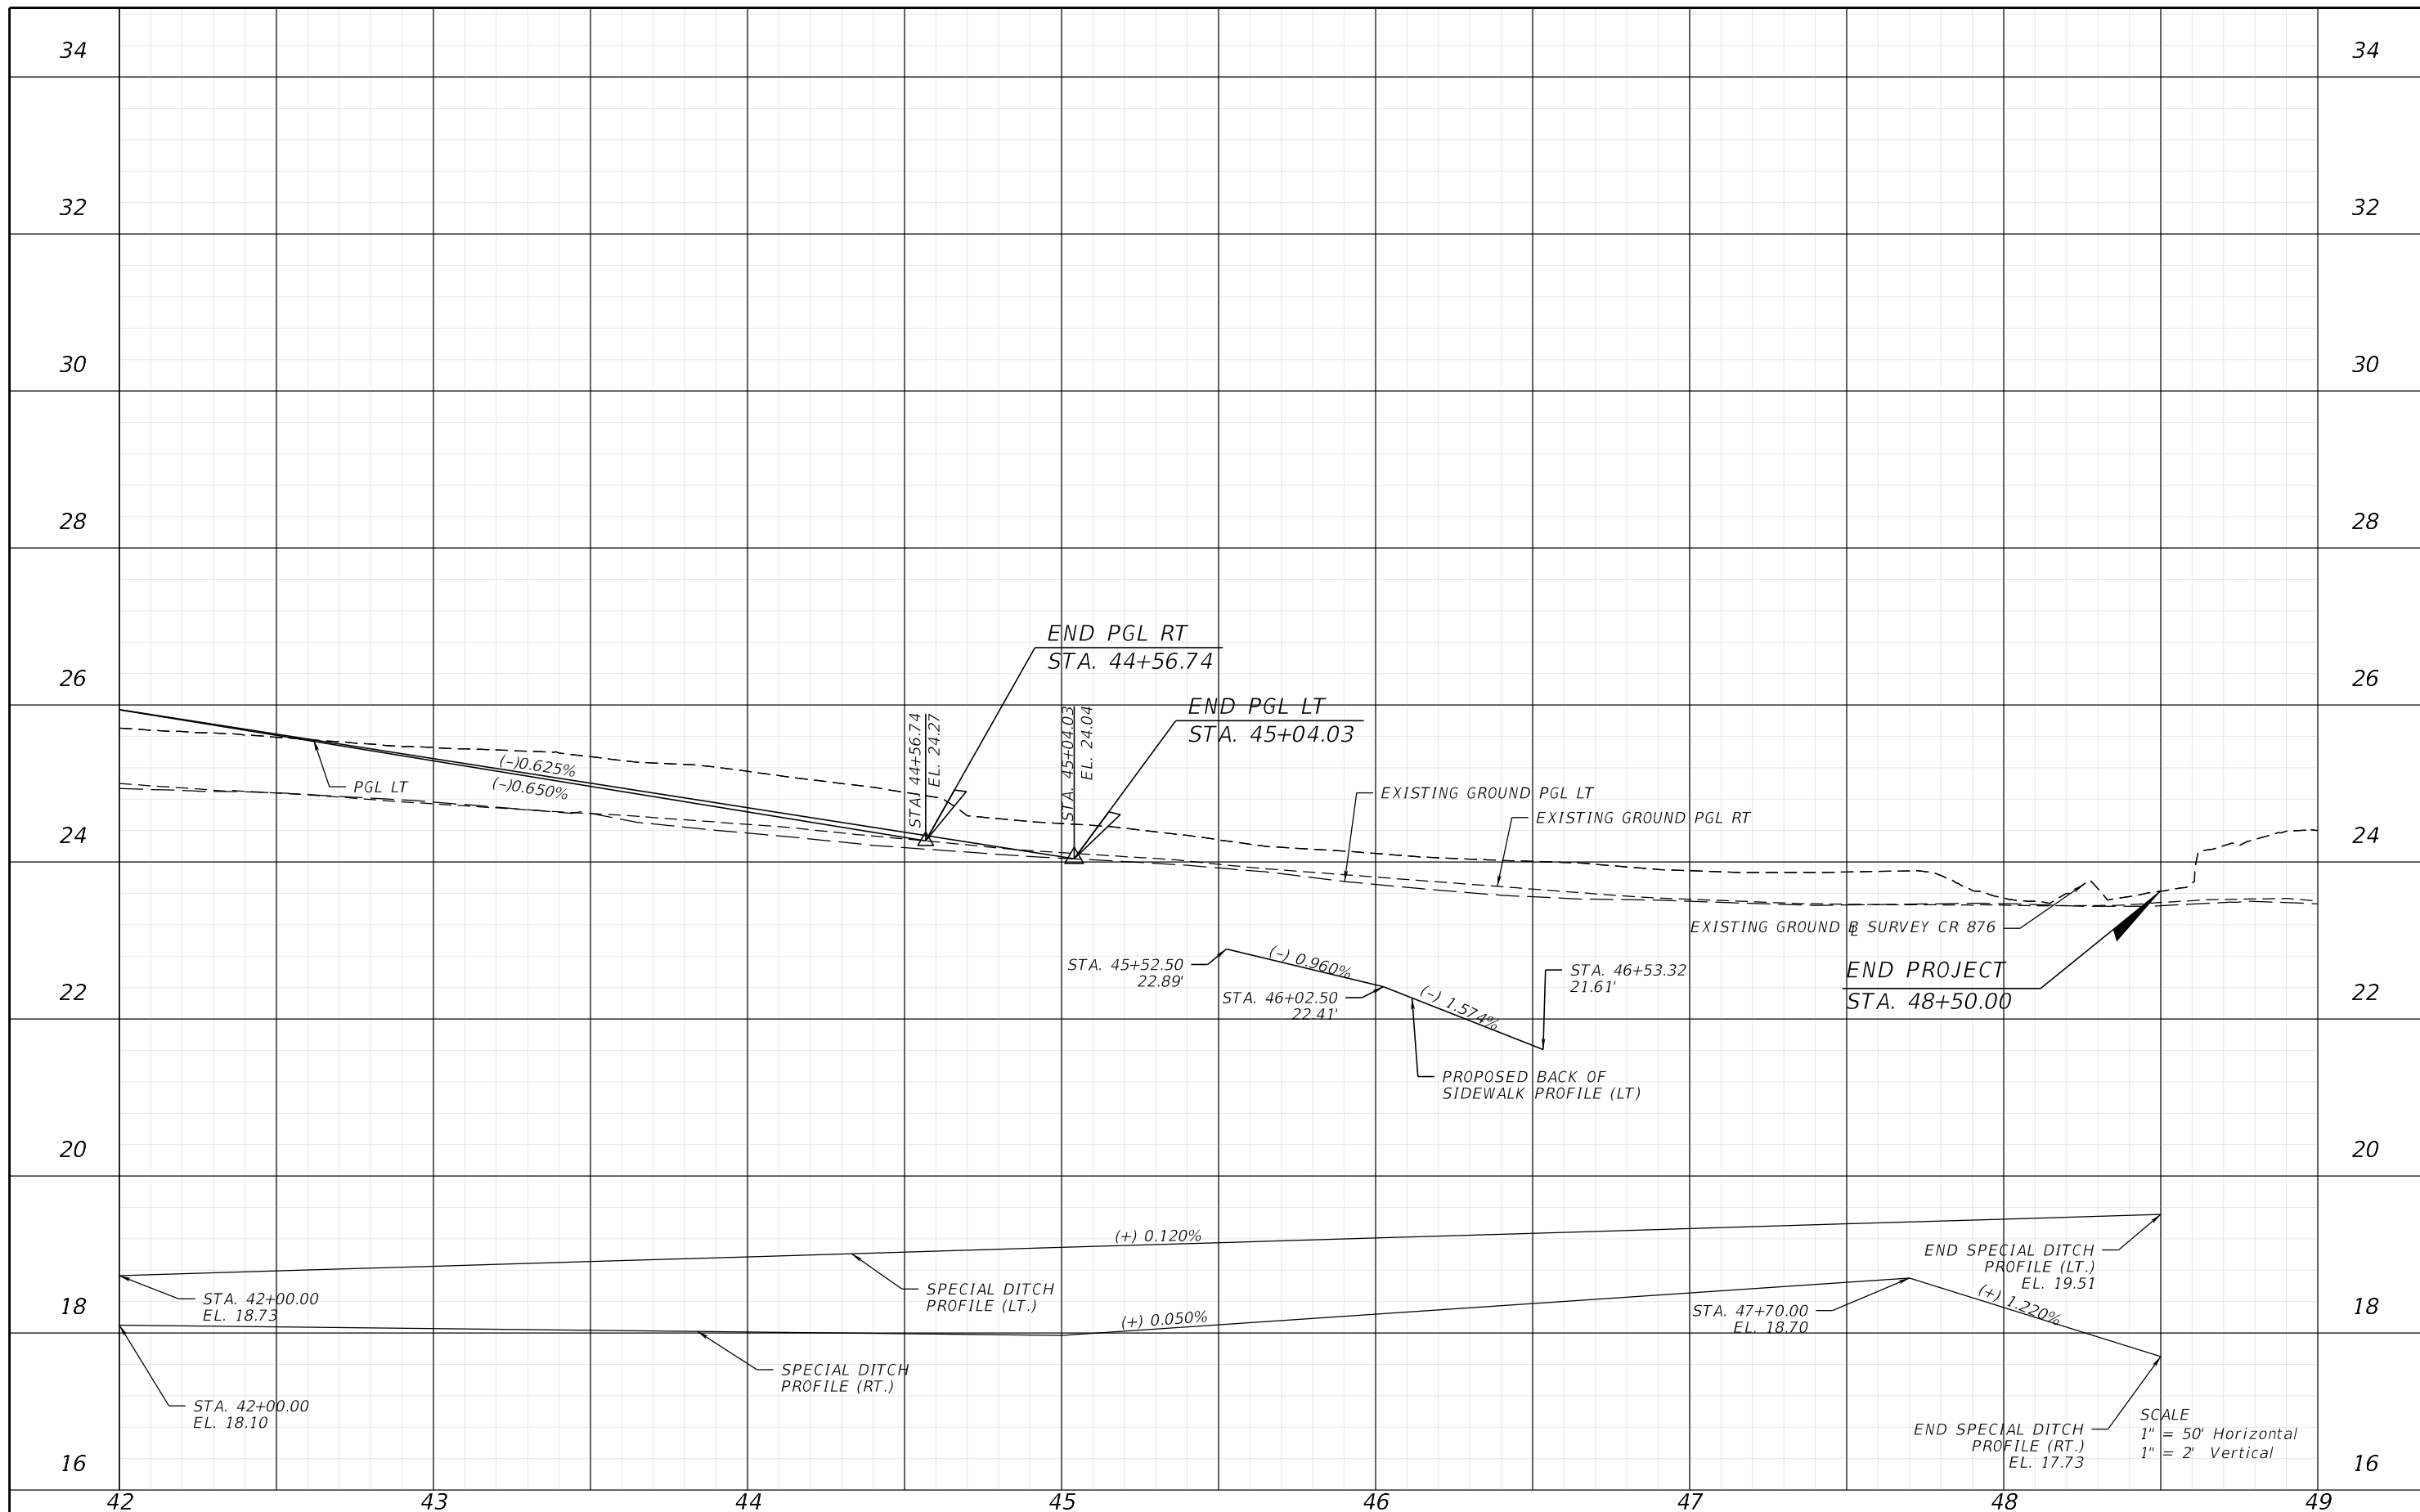 34 34
32 32
30 30
28 28
26 26
24 24
22 22
20 20
18 18
16 16
END PGL RT
STA. 44+56.74
END PGL LT
STA. 45+04.03
STA. 44+56.74
EL. 24.27
STA. 45+04.03
EL. 24.04
(-)0.625%
(-)0.650%
PGL LT
EXISTING GROUND PGL LT
EXISTING GROUND PGL RT
EXISTING GROUND BL SURVEY CR 876
END PROJECT
STA. 48+50.00
STA. 45+52.50
22.89'
(-) 0.960%
STA. 46+02.50
22.41'
(-) 1.574%
STA. 46+53.32
21.61'
PROPOSED BACK OF
SIDEWALK PROFILE (LT)
(+) 0.120%
END SPECIAL DITCH
PROFILE (LT.)
EL. 19.51
STA. 42+00.00
EL. 18.73
SPECIAL DITCH
PROFILE (LT.)
(+) 0.050%
STA. 47+70.00
EL. 18.70
(+) 1.220%
SPECIAL DITCH
PROFILE (RT.)
STA. 42+00.00
EL. 18.10
END SPECIAL DITCH
PROFILE (RT.)
EL. 17.73
SCALE
1" = 50' Horizontal
1" = 2' Vertical
42 43 44 45 46 47 48 49